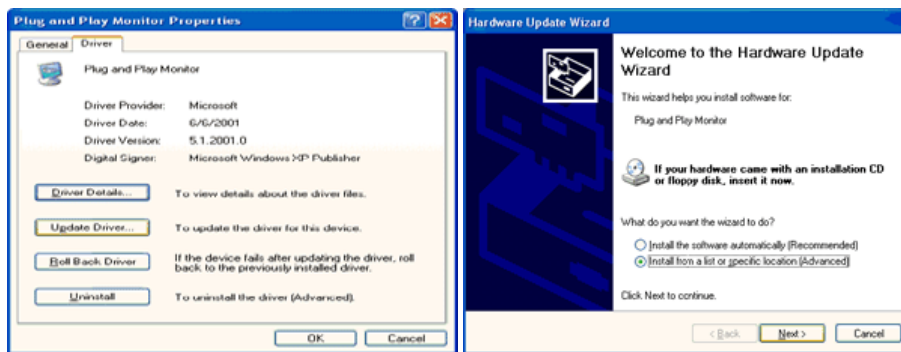 Plug and Play Monitor Properties
General
Driver
Plug and Play Monitor
Driver Provider: Microsoft
Driver Date: 6/6/2001
Driver Version: 5.1.2001.0
Digital Signer: Microsoft Windows XP Publisher
Driver Details...
To view details about the driver files.
Update Driver...
To update the driver for this device.
Roll Back Driver
If the device fails after updating the driver, roll
back to the previously installed driver.
Uninstall
To uninstall the driver (Advanced).
OK
Cancel
Hardware Update Wizard
Welcome to the Hardware Update
Wizard
This wizard helps you install software for:
Plug and Play Monitor
If your hardware came with an installation CD
or floppy disk, insert it now.
What do you want the wizard to do?
Install the software automatically (Recommended)
Install from a list or specific location (Advanced)
Click Next to continue.
< Back
Next >
Cancel